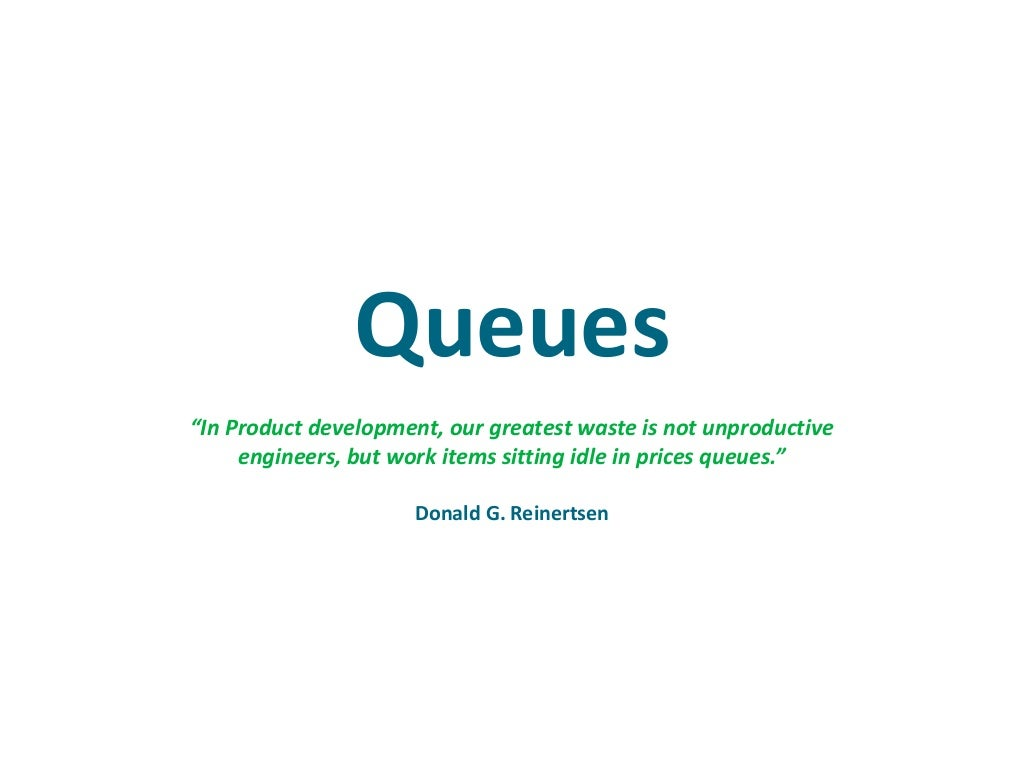 Queues
“In Product development, our greatest waste is not unproductive
engineers, but work items sitting idle in prices queues.”
Donald G. Reinertsen